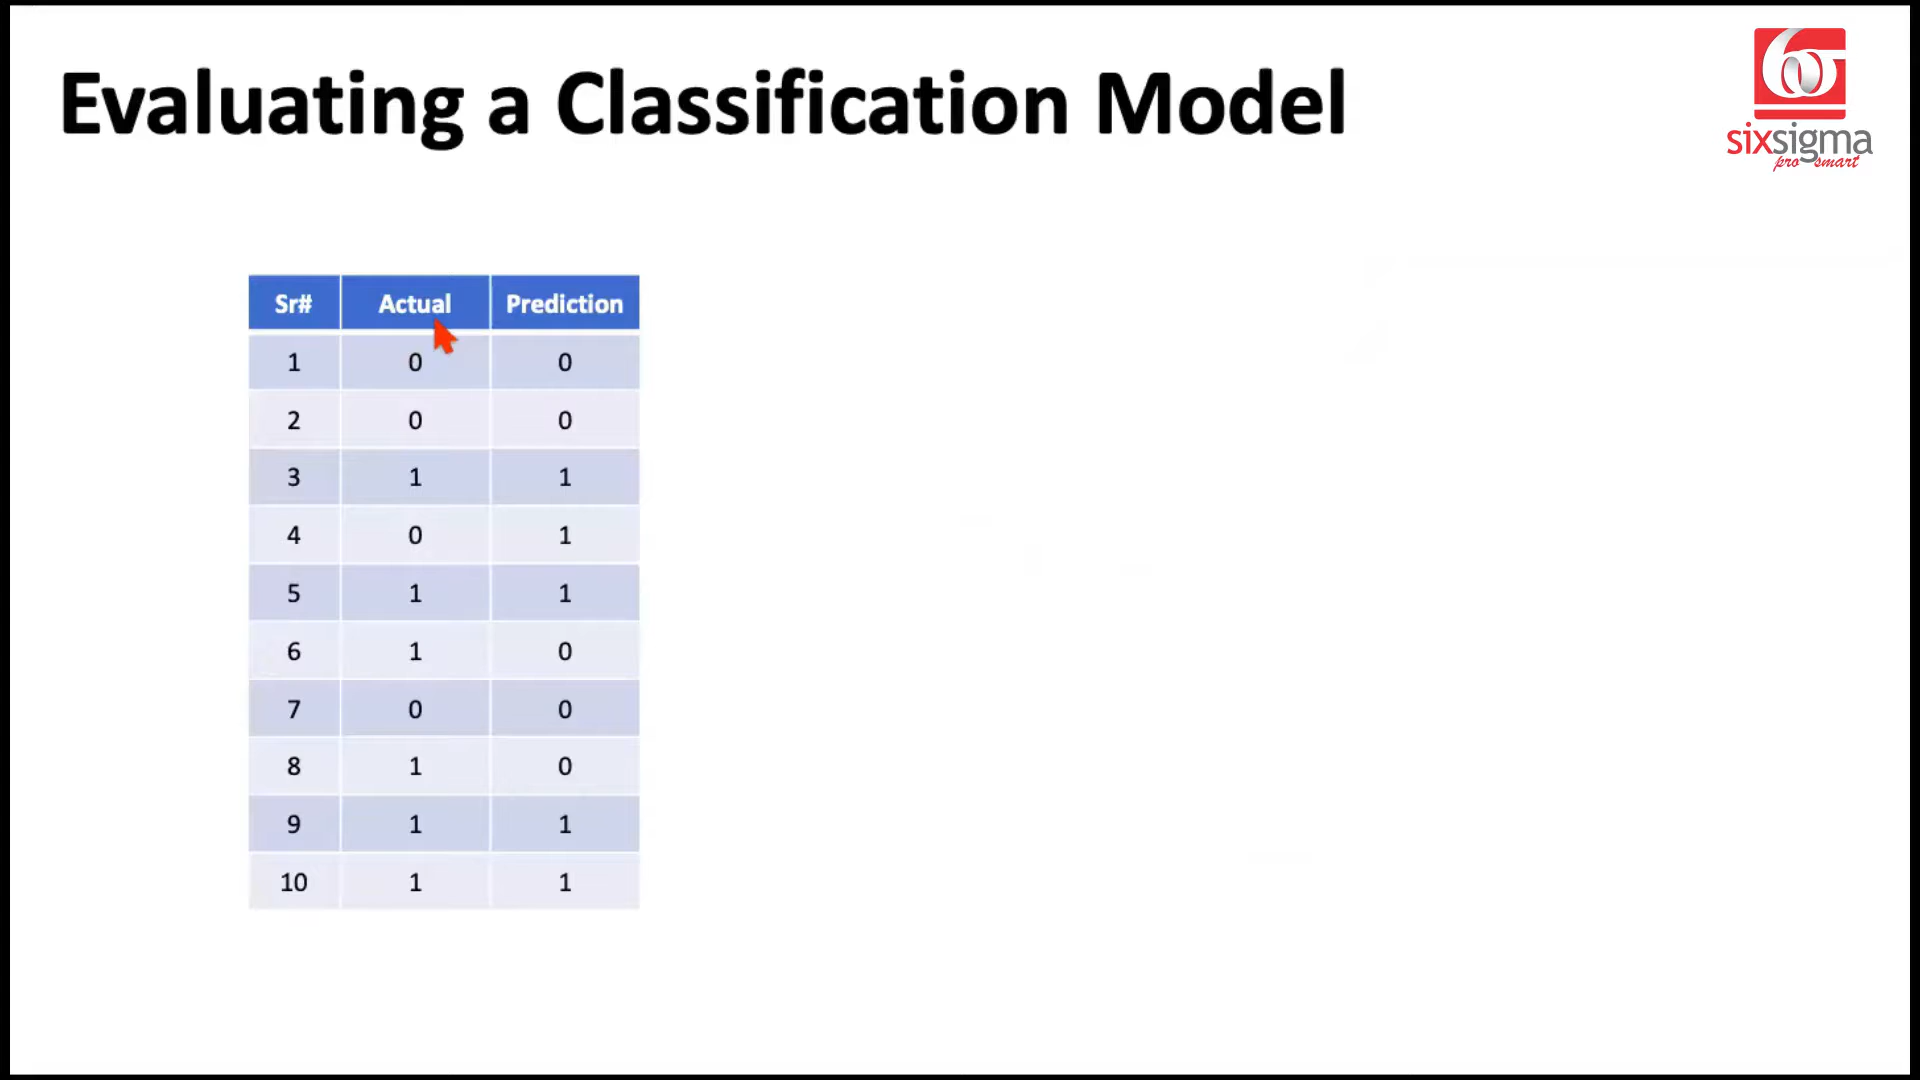 Evaluating a Classification Model
sixsigma
pro smart
Sr# Actual Prediction
1 0 0
2 0 0
3 1 1
4 0 1
5 1 1
6 1 0
7 0 0
8 1 0
9 1 1
10 1 1